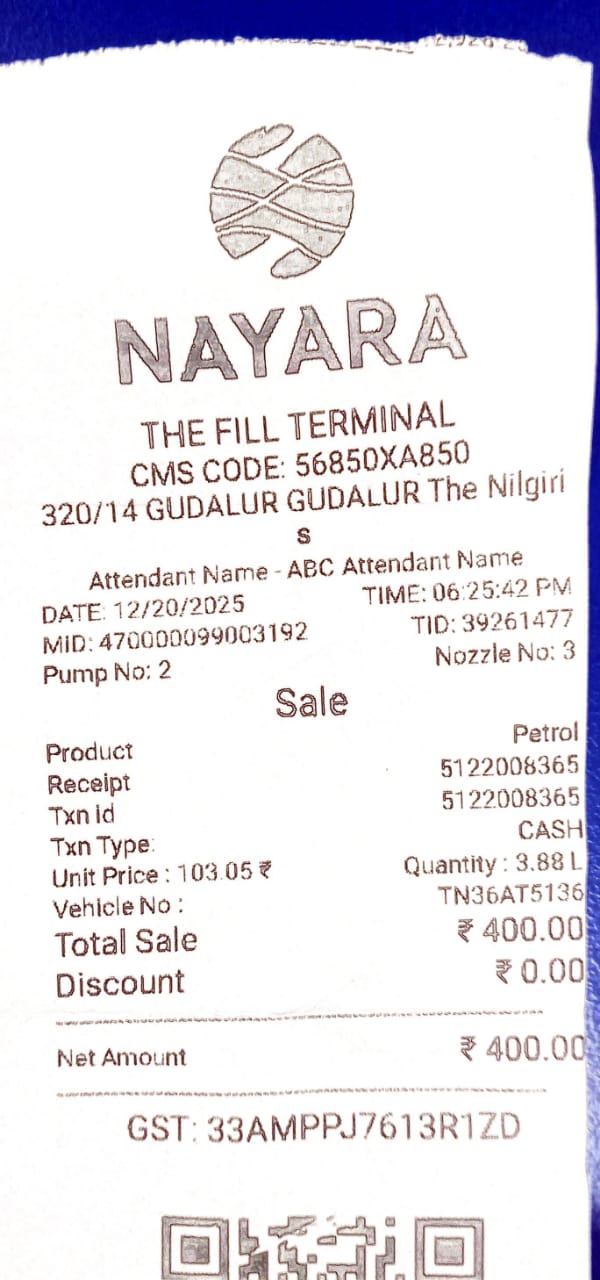 NAYARA
THE FILL TERMINAL
CMS CODE: 56850XA850
320/14 GUDALUR GUDALUR The Nilgiri
s
Attendant Name - ABC Attendant Name
DATE: 12/20/2025 TIME: 06:25:42 PM
MID: 470000099003192 TID: 39261477
Pump No: 2 Nozzle No: 3
Sale
Product Petrol
Receipt 5122008365
Txn id 5122008365
Txn Type: CASH
Unit Price : 103.05 ₹ Quantity : 3.88 L
Vehicle No : TN36AT5136
Total Sale ₹ 400.00
Discount ₹ 0.00
Net Amount ₹ 400.00
GST: 33AMPPJ7613R1ZD